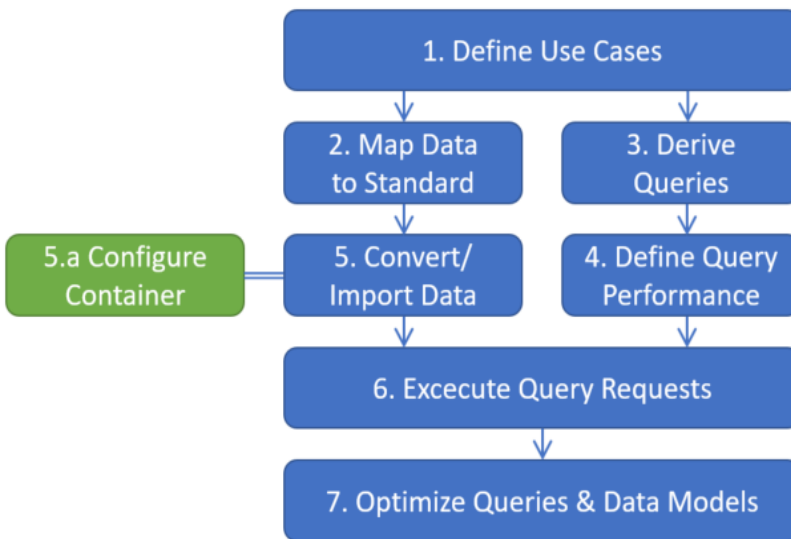 1. Define Use Cases
2. Map Data
to Standard
3. Derive
Queries
5.a Configure
Container
5. Convert/
Import Data
4. Define Query
Performance
6. Excecute Query Requests
7. Optimize Queries & Data Models